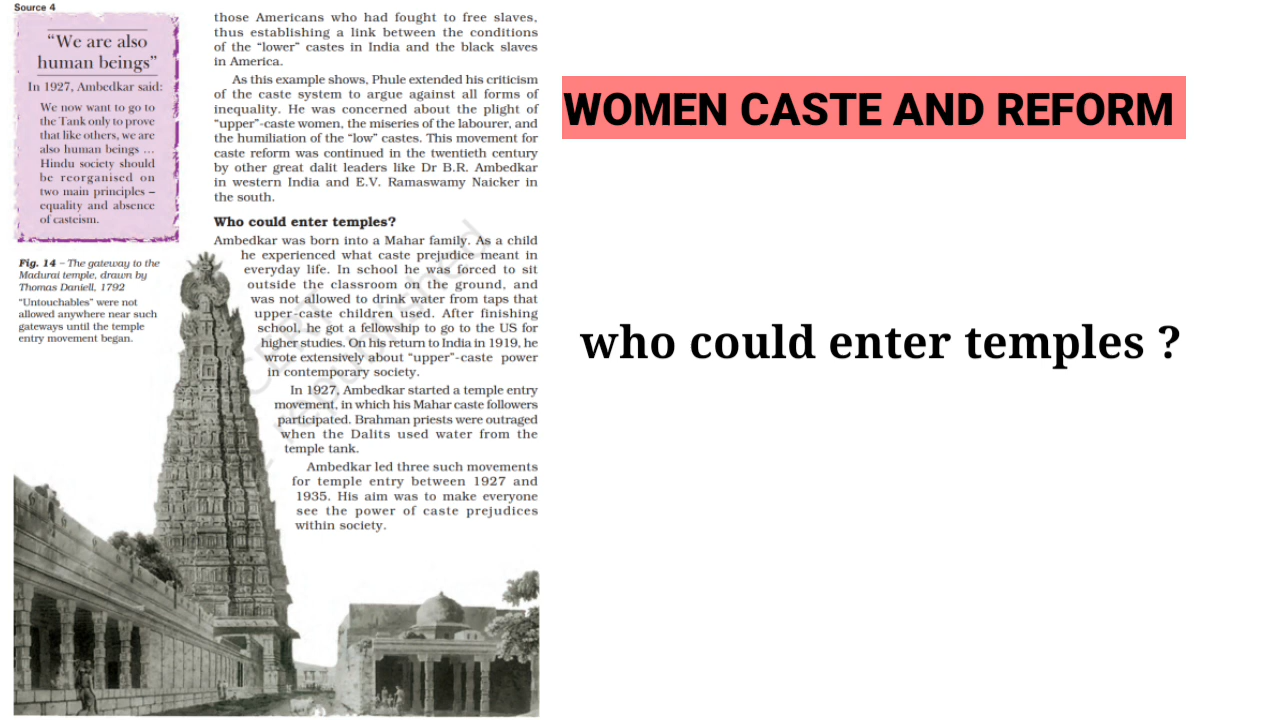 Source 4
“We are also
human beings”
In 1927, Ambedkar said:
We now want to go to
the Tank only to prove
that like others, we are
also human beings ...
Hindu society should
be reorganised on
two main principles –
equality and absence
of casteism.
Fig. 14 – The gateway to the
Madurai temple, drawn by
Thomas Daniell, 1792
“Untouchables” were not
allowed anywhere near such
gateways until the temple
entry movement began.
those Americans who had fought to free slaves,
thus establishing a link between the conditions
of the “lower” castes in India and the black slaves
in America.
As this example shows, Phule extended his criticism
of the caste system to argue against all forms of
inequality. He was concerned about the plight of
“upper”-caste women, the miseries of the labourer, and
the humiliation of the “low” castes. This movement for
caste reform was continued in the twentieth century
by other great dalit leaders like Dr B.R. Ambedkar
in western India and E.V. Ramaswamy Naicker in
the south.
Who could enter temples?
Ambedkar was born into a Mahar family. As a child
he experienced what caste prejudice meant in
everyday life. In school he was forced to sit
outside the classroom on the ground, and
was not allowed to drink water from taps that
upper-caste children used. After finishing
school, he got a fellowship to go to the US for
higher studies. On his return to India in 1919, he
wrote extensively about “upper”-caste power
in contemporary society.
In 1927, Ambedkar started a temple entry
movement, in which his Mahar caste followers
participated. Brahman priests were outraged
when the Dalits used water from the
temple tank.
Ambedkar led three such movements
for temple entry between 1927 and
1935. His aim was to make everyone
see the power of caste prejudices
within society.
WOMEN CASTE AND REFORM
who could enter temples ?